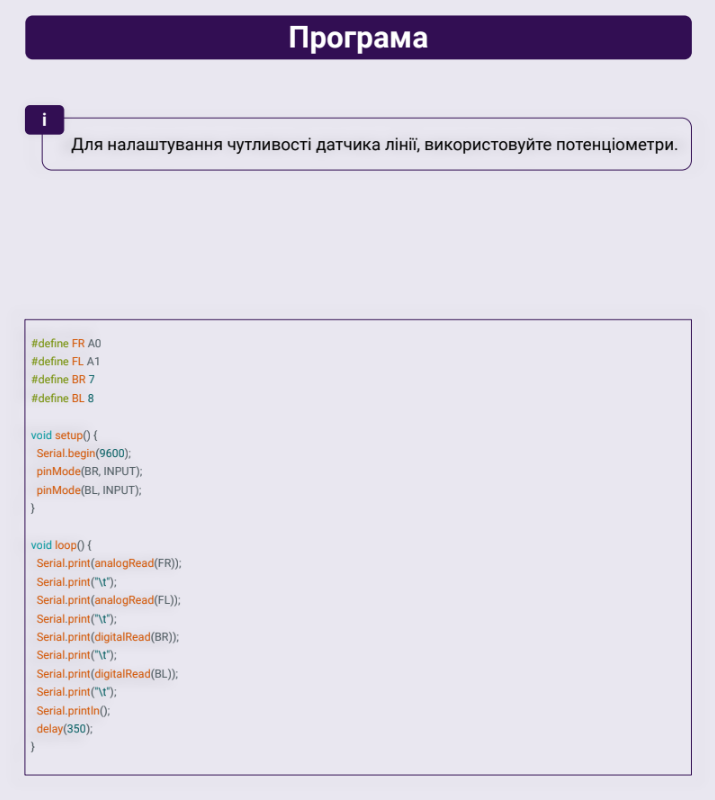 Програма
i
Для налаштування чутливості датчика лінії, використовуйте потенціометри.
#define FR A0
#define FL A1
#define BR 7
#define BL 8
void setup() {
Serial.begin(9600);
pinMode(BR, INPUT);
pinMode(BL, INPUT);
}
void loop() {
Serial.print(analogRead(FR));
Serial.print("\t");
Serial.print(analogRead(FL));
Serial.print("\t");
Serial.print(digitalRead(BR));
Serial.print("\t");
Serial.print(digitalRead(BL));
Serial.print("\t");
Serial.println();
delay(350);
}